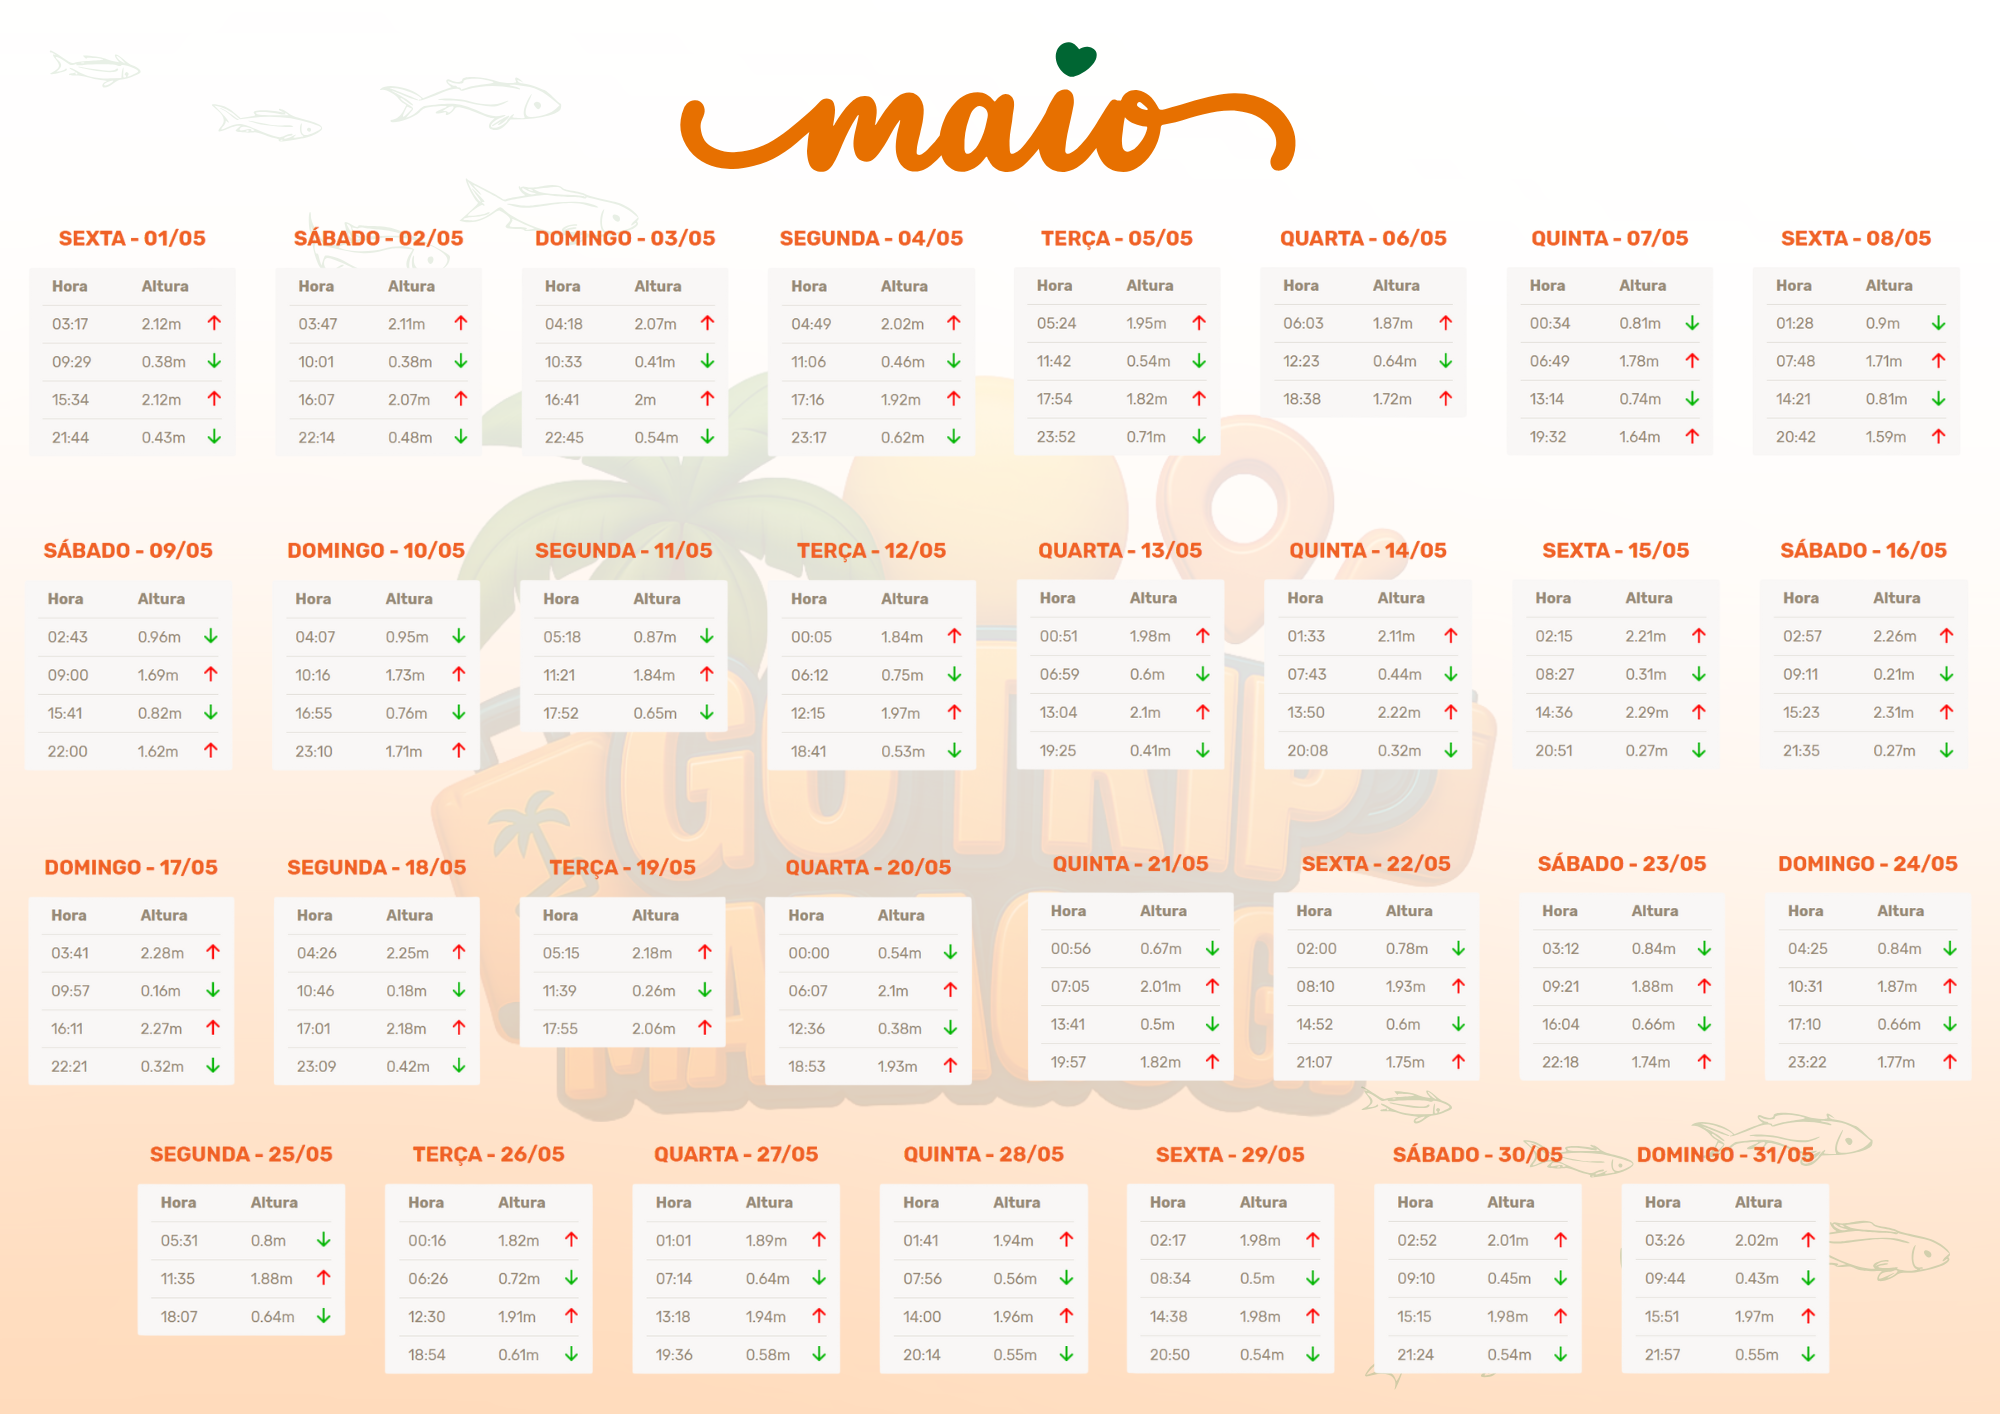 maio
SEXTA - 01/05
Hora Altura
03:17 2.12m ↑
09:29 0.38m ↓
15:34 2.12m ↑
21:44 0.43m ↓
SÁBADO - 02/05
Hora Altura
03:47 2.11m ↑
10:01 0.38m ↓
16:07 2.07m ↑
22:14 0.48m ↓
DOMINGO - 03/05
Hora Altura
04:18 2.07m ↑
10:33 0.41m ↓
16:41 2m ↑
22:45 0.54m ↓
SEGUNDA - 04/05
Hora Altura
04:49 2.02m ↑
11:06 0.46m ↓
17:16 1.92m ↑
23:17 0.62m ↓
TERÇA - 05/05
Hora Altura
05:24 1.95m ↑
11:42 0.54m ↓
17:54 1.82m ↑
23:52 0.71m ↓
QUARTA - 06/05
Hora Altura
06:03 1.87m ↑
12:23 0.64m ↓
18:38 1.72m ↑
QUINTA - 07/05
Hora Altura
00:34 0.81m ↓
06:49 1.78m ↑
13:14 0.74m ↓
19:32 1.64m ↑
SEXTA - 08/05
Hora Altura
01:28 0.9m ↓
07:48 1.71m ↑
14:21 0.81m ↓
20:42 1.59m ↑
SÁBADO - 09/05
Hora Altura
02:43 0.96m ↓
09:00 1.69m ↑
15:41 0.82m ↓
22:00 1.62m ↑
DOMINGO - 10/05
Hora Altura
04:07 0.95m ↓
10:16 1.73m ↑
16:55 0.76m ↓
23:10 1.71m ↑
SEGUNDA - 11/05
Hora Altura
05:18 0.87m ↓
11:21 1.84m ↑
17:52 0.65m ↓
TERÇA - 12/05
Hora Altura
00:05 1.84m ↑
06:12 0.75m ↓
12:15 1.97m ↑
18:41 0.53m ↓
QUARTA - 13/05
Hora Altura
00:51 1.98m ↑
06:59 0.6m ↓
13:04 2.1m ↑
19:25 0.41m ↓
QUINTA - 14/05
Hora Altura
01:33 2.11m ↑
07:43 0.44m ↓
13:50 2.22m ↑
20:08 0.32m ↓
SEXTA - 15/05
Hora Altura
02:15 2.21m ↑
08:27 0.31m ↓
14:36 2.29m ↑
20:51 0.27m ↓
SÁBADO - 16/05
Hora Altura
02:57 2.26m ↑
09:11 0.21m ↓
15:23 2.31m ↑
21:35 0.27m ↓
DOMINGO - 17/05
Hora Altura
03:41 2.28m ↑
09:57 0.16m ↓
16:11 2.27m ↑
22:21 0.32m ↓
SEGUNDA - 18/05
Hora Altura
04:26 2.25m ↑
10:46 0.18m ↓
17:01 2.18m ↑
23:09 0.42m ↓
TERÇA - 19/05
Hora Altura
05:15 2.18m ↑
11:39 0.26m ↓
17:55 2.06m ↑
QUARTA - 20/05
Hora Altura
00:00 0.54m ↓
06:07 2.1m ↑
12:36 0.38m ↓
18:53 1.93m ↑
QUINTA - 21/05
Hora Altura
00:56 0.67m ↓
07:05 2.01m ↑
13:41 0.5m ↓
19:57 1.82m ↑
SEXTA - 22/05
Hora Altura
02:00 0.78m ↓
08:10 1.93m ↑
14:52 0.6m ↓
21:07 1.75m ↑
SÁBADO - 23/05
Hora Altura
03:12 0.84m ↓
09:21 1.88m ↑
16:04 0.66m ↓
22:18 1.74m ↑
DOMINGO - 24/05
Hora Altura
04:25 0.84m ↓
10:31 1.87m ↑
17:10 0.66m ↓
23:22 1.77m ↑
SEGUNDA - 25/05
Hora Altura
05:31 0.8m ↓
11:35 1.88m ↑
18:07 0.64m ↓
TERÇA - 26/05
Hora Altura
00:16 1.82m ↑
06:26 0.72m ↓
12:30 1.91m ↑
18:54 0.61m ↓
QUARTA - 27/05
Hora Altura
01:01 1.89m ↑
07:14 0.64m ↓
13:18 1.94m ↑
19:36 0.58m ↓
QUINTA - 28/05
Hora Altura
01:41 1.94m ↑
07:56 0.56m ↓
14:00 1.96m ↑
20:14 0.55m ↓
SEXTA - 29/05
Hora Altura
02:17 1.98m ↑
08:34 0.5m ↓
14:38 1.98m ↑
20:50 0.54m ↓
SÁBADO - 30/05
Hora Altura
02:52 2.01m ↑
09:10 0.45m ↓
15:15 1.98m ↑
21:24 0.54m ↓
DOMINGO - 31/05
Hora Altura
03:26 2.02m ↑
09:44 0.43m ↓
15:51 1.97m ↑
21:57 0.55m ↓
GO TRIP